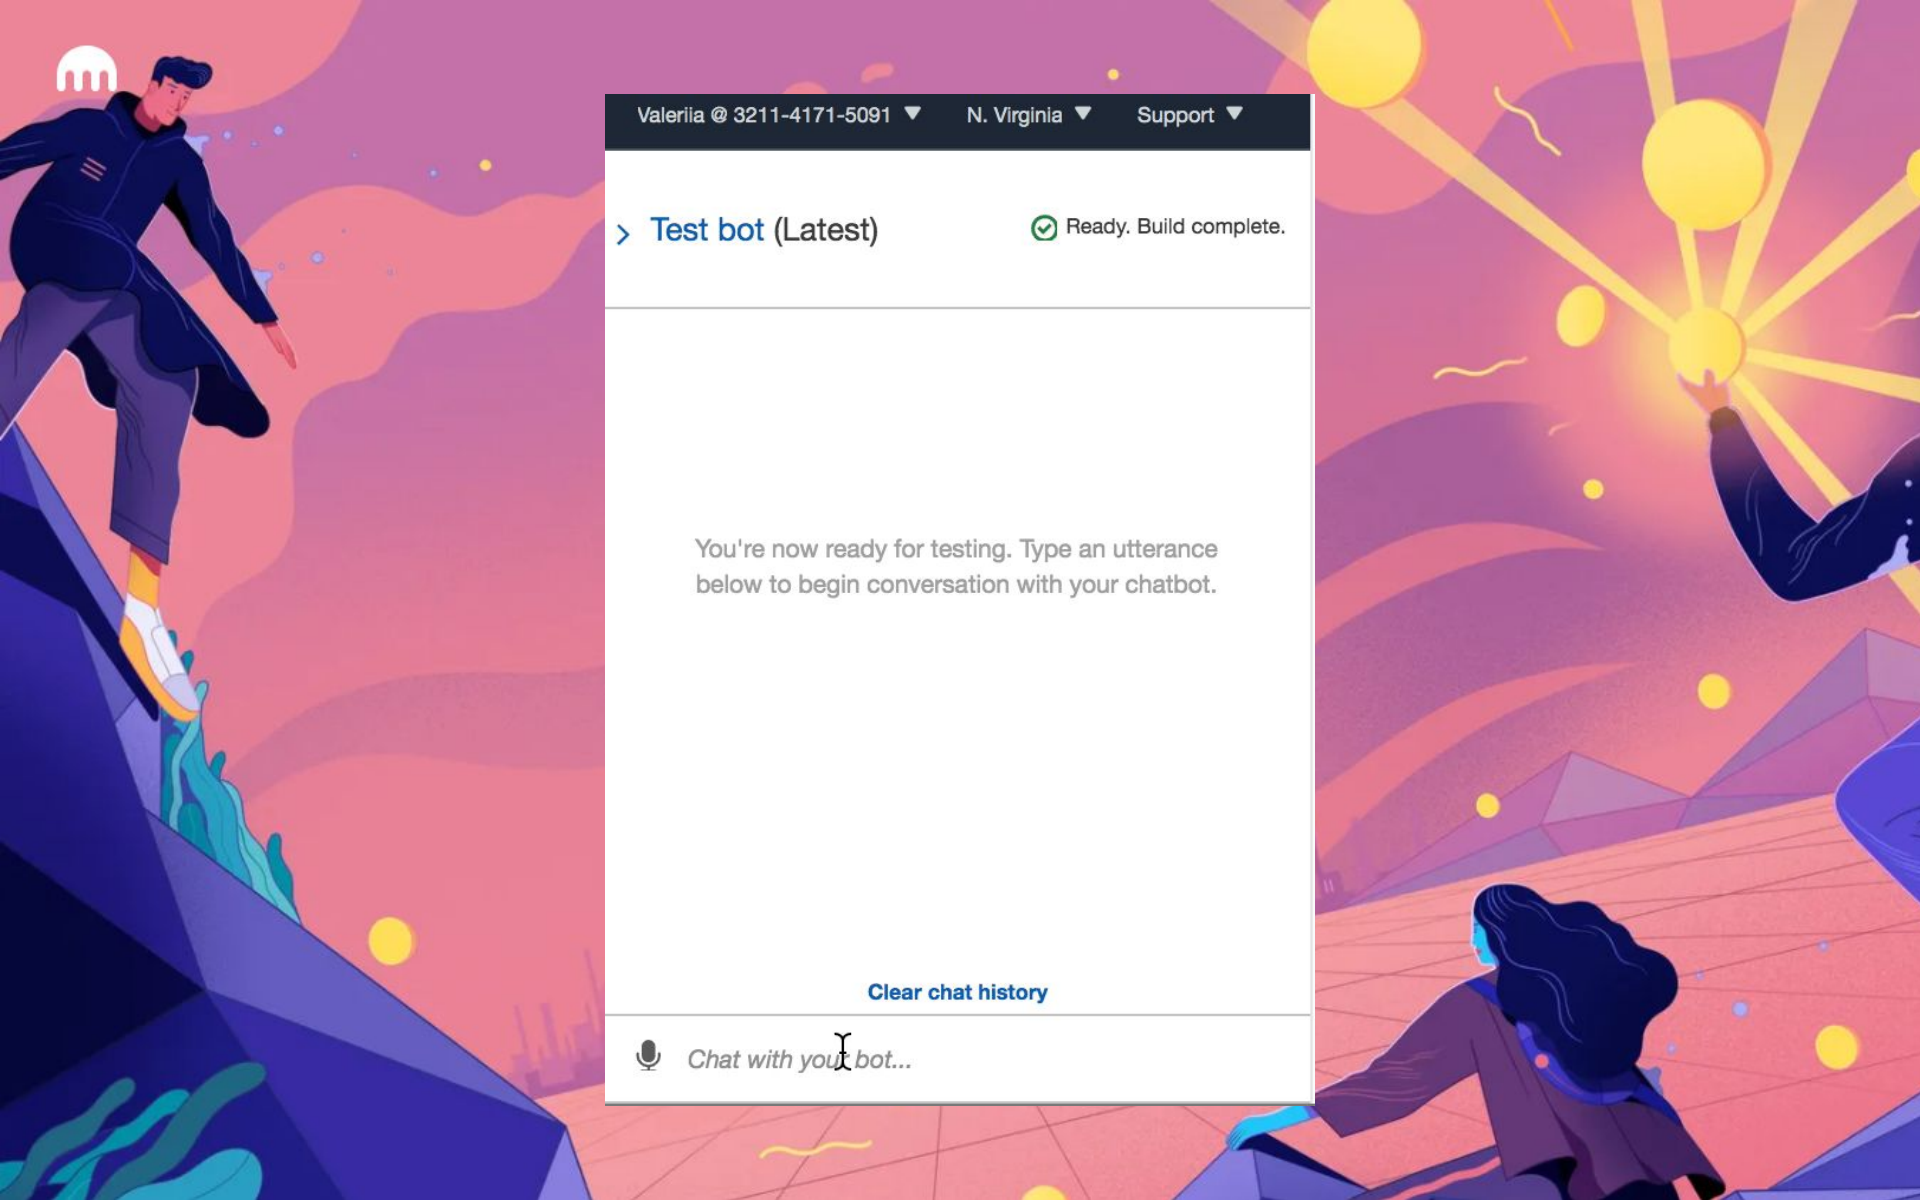 Valeriia @ 3211-4171-5091 N. Virginia Support
Test bot (Latest) Ready. Build complete.
You're now ready for testing. Type an utterance
below to begin conversation with your chatbot.
Clear chat history
Chat with your bot...